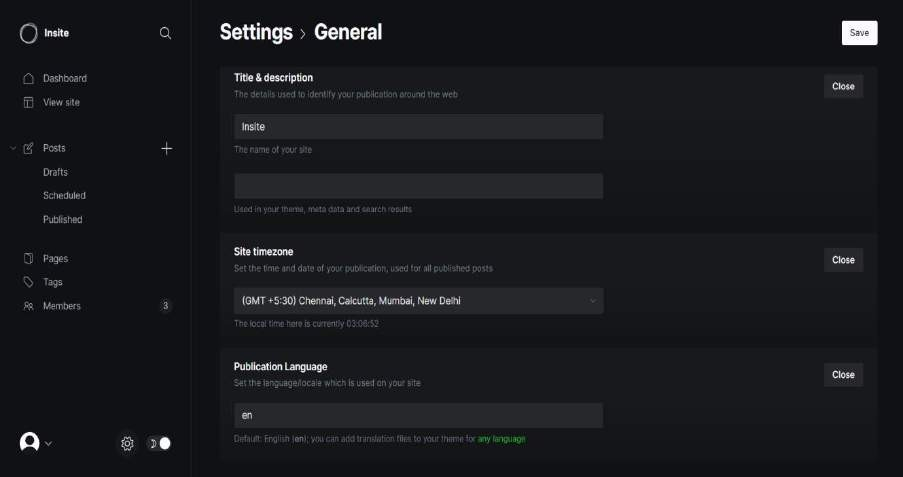 Insite
Dashboard
View site
Posts
Drafts
Scheduled
Published
Pages
Tags
Members 3
Settings › General
Save
Title & description
Close
The details used to identify your publication around the web
Insite
The name of your site
Used in your theme, meta data and search results
Site timezone
Close
Set the time and date of your publication, used for all published posts
(GMT +5:30) Chennai, Calcutta, Mumbai, New Delhi
The local time here is currently 03:06:52
Publication Language
Close
Set the language/locale which is used on your site
en
Default: English (en); you can add translation files to your theme for any language